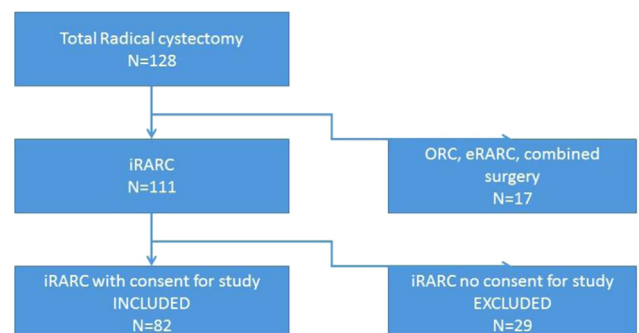 Total Radical cystectomy
N=128
iRARC
N=111
ORC, eRARC, combined
surgery
N=17
iRARC with consent for study
INCLUDED
N=82
iRARC no consent for study
EXCLUDED
N=29